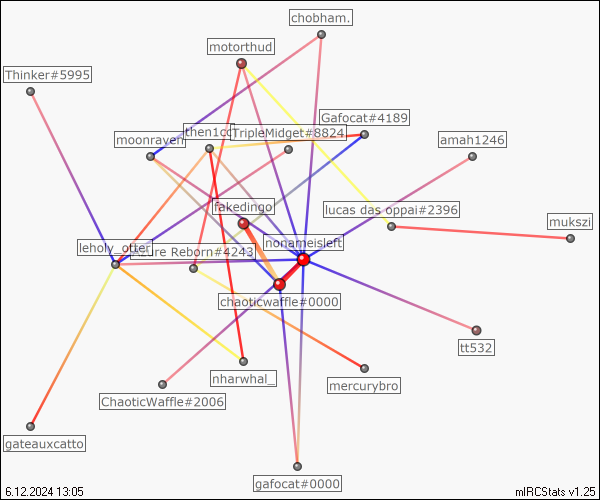 chobham.
motorthud
Thinker#5995
Gafocat#4189
then1cc
TripleMidget#8824
moonraven
amah1246
fakedingo
lucas das oppai#2396
mukszi
leholy_otter
nonameisleft
Reborn#4243
chaoticwaffle#0000
tt532
nharwhal_
mercurybro
ChaoticWaffle#2006
gateauxcatto
gafocat#0000
6.12.2024 13:05
mIRCStats v1.25